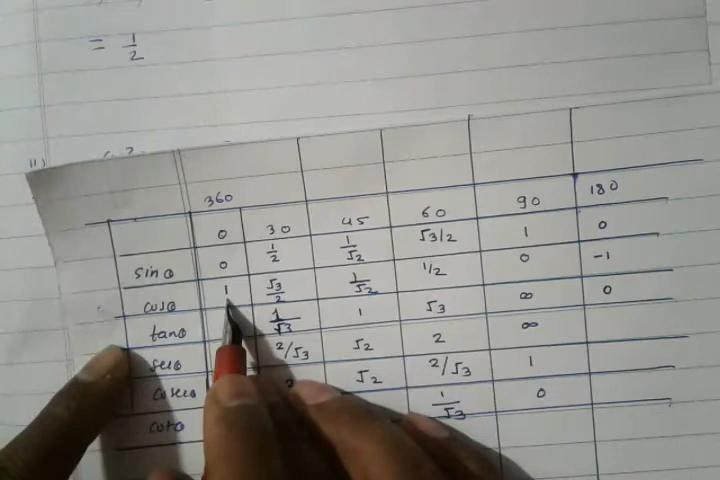 = 1/2
11)
360
0 30 45 60 90 180
sinθ 0 1/2 1/√2 √3/2 1 0
cosθ 1 √3/2 1/√2 1/2 0 -1
tanθ 1/√3 1 √3 ∞ 0
secθ 2/√3 √2 2 ∞
cosecθ 2 √2 2/√3 1
cotθ 1/√3 0